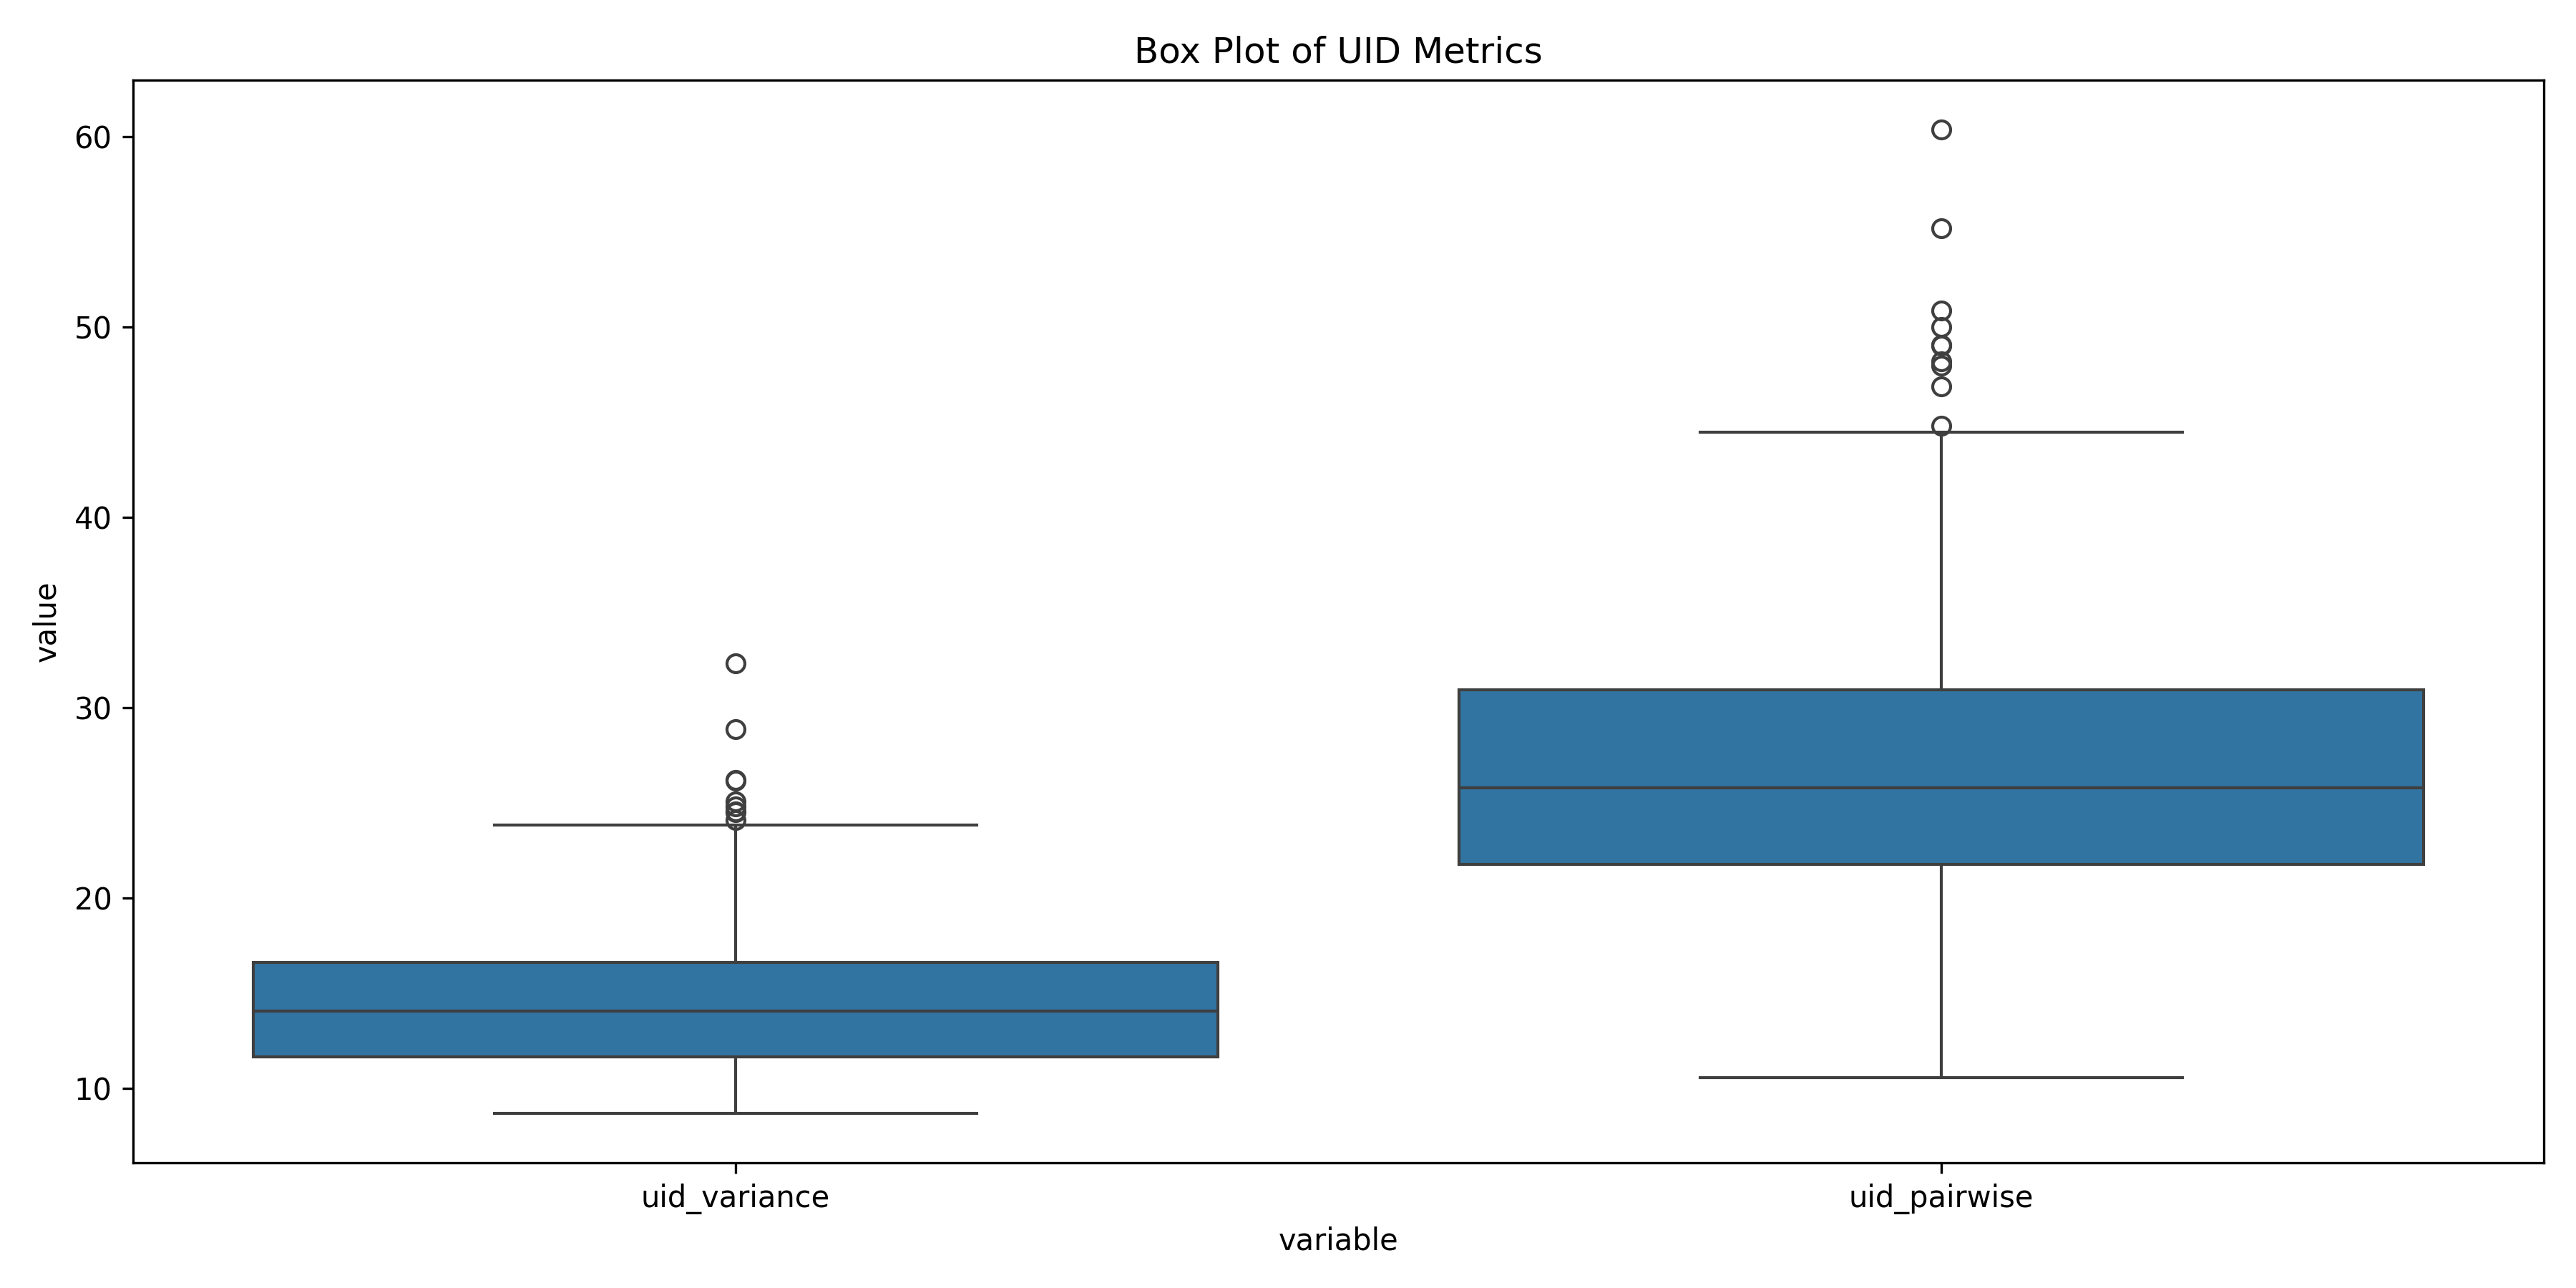 Box Plot of UID Metrics
60
50
40
30
20
10
value
uid_variance
uid_pairwise
variable